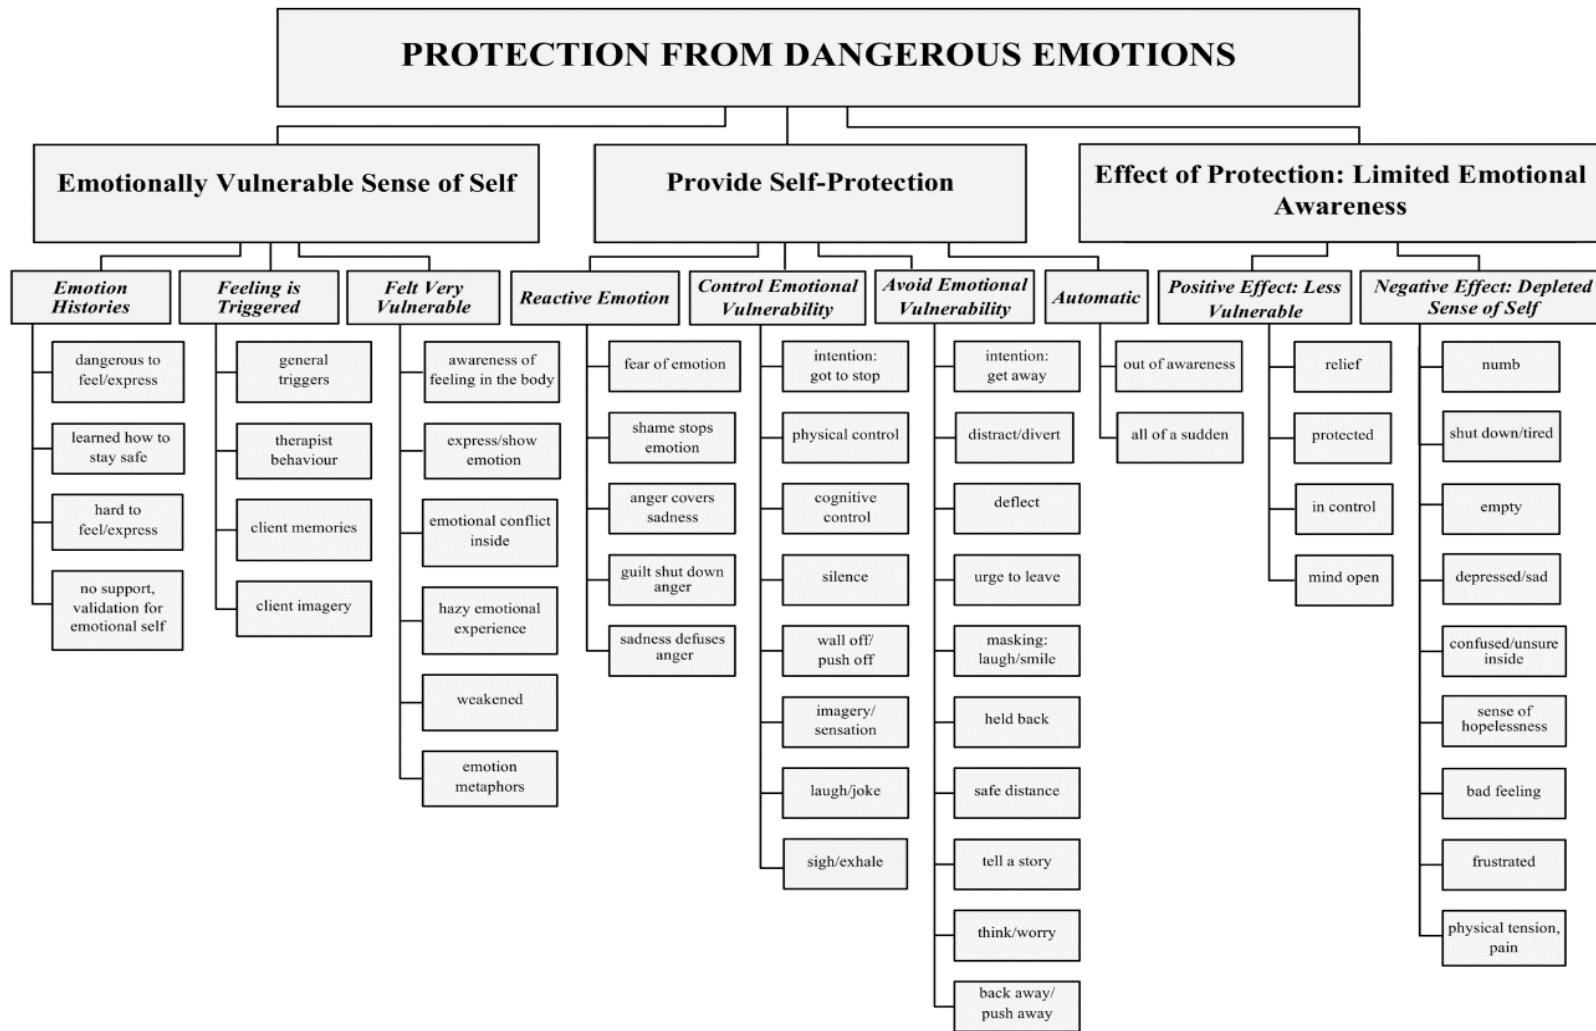 PROTECTION FROM DANGEROUS EMOTIONS
Emotionally Vulnerable Sense of Self
Provide Self-Protection
Effect of Protection: Limited Emotional
Awareness
Emotion
Histories
Feeling is
Triggered
Felt Very
Vulnerable
Reactive Emotion
Control Emotional
Vulnerability
Avoid Emotional
Vulnerability
Automatic
Positive Effect: Less
Vulnerable
Negative Effect: Depleted
Sense of Self
dangerous to
feel/express
learned how to
stay safe
hard to
feel/express
no support,
validation for
emotional self
general
triggers
therapist
behaviour
client memories
client imagery
awareness of
feeling in the body
express/show
emotion
emotional conflict
inside
hazy emotional
experience
weakened
emotion
metaphors
fear of emotion
shame stops
emotion
anger covers
sadness
guilt shut down
anger
sadness defuses
anger
intention:
got to stop
physical control
cognitive
control
silence
wall off/
push off
imagery/
sensation
laugh/joke
sigh/exhale
intention:
get away
distract/divert
deflect
urge to leave
masking:
laugh/smile
held back
safe distance
tell a story
think/worry
back away/
push away
out of awareness
all of a sudden
relief
protected
in control
mind open
numb
shut down/tired
empty
depressed/sad
confused/unsure
inside
sense of
hopelessness
bad feeling
frustrated
physical tension,
pain